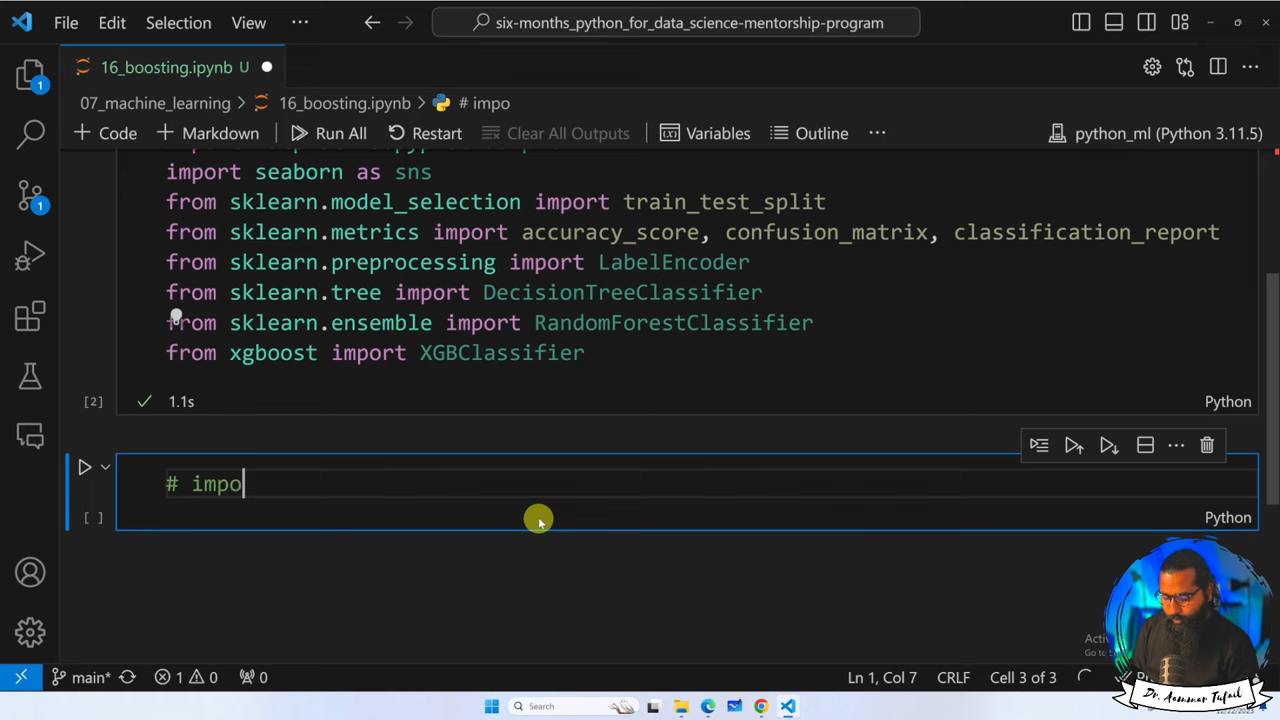 File Edit Selection View ··· six-months_python_for_data_science-mentorship-program
16_boosting.ipynb U
07_machine_learning > 16_boosting.ipynb > # impo
+ Code + Markdown Run All Restart Clear All Outputs Variables Outline ··· python_ml (Python 3.11.5)
import seaborn as sns
from sklearn.model_selection import train_test_split
from sklearn.metrics import accuracy_score, confusion_matrix, classification_report
from sklearn.preprocessing import LabelEncoder
from sklearn.tree import DecisionTreeClassifier
from sklearn.ensemble import RandomForestClassifier
from xgboost import XGBClassifier
[2] 1.1s Python
# impo
[ ] Python
1
1
main* 1 0 0 Ln 1, Col 7 CRLF Cell 3 of 3
Dr. Aammar Tufail
Search